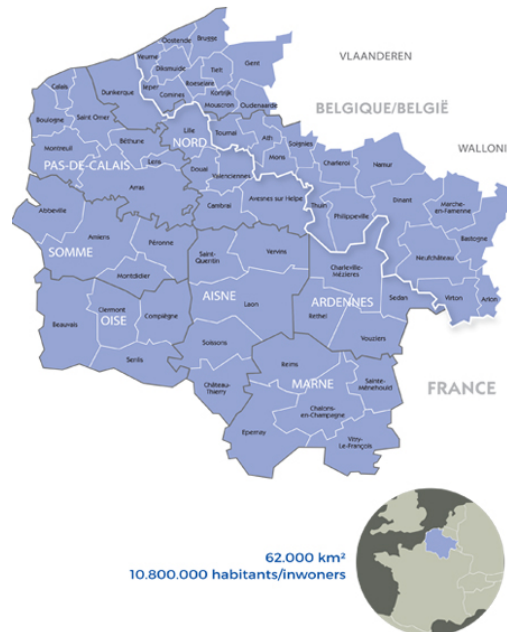 Oostende
Brugge
VLAANDEREN
Veurne
Diksmuide
Tielt
Gent
Calais
Dunkerque
Ieper
Roeselare
Kortrijk
Comines
Mouscron
Oudenaarde
BELGIQUE/BELGIË
Boulogne
Saint Omer
Lille
Tournai
Ath
Soignies
WALLONI
Montreuil
Béthune
NORD
Mons
Charleroi
Namur
PAS-DE-CALAIS
Lens
Douai
Valenciennes
Arras
Cambrai
Avesnes sur Helpe
Thuin
Philippeville
Dinant
Marche-
en-Famenne
Abbeville
Bastogne
Amiens
Péronne
Saint-
Quentin
Vervins
Neufchâteau
SOMME
Charleville-
Mézières
Montdidier
Sedan
Virton
Arlon
AISNE
Laon
ARDENNES
Clermont
OISE
Compiègne
Rethel
Beauvais
Vouziers
Soissons
Senlis
Reims
Château-
Thierry
MARNE
Sainte-
Ménehould
FRANCE
Chalons-
en-Champagne
Epernay
Vitry-
Le-François
62.000 km²
10.800.000 habitants/inwoners